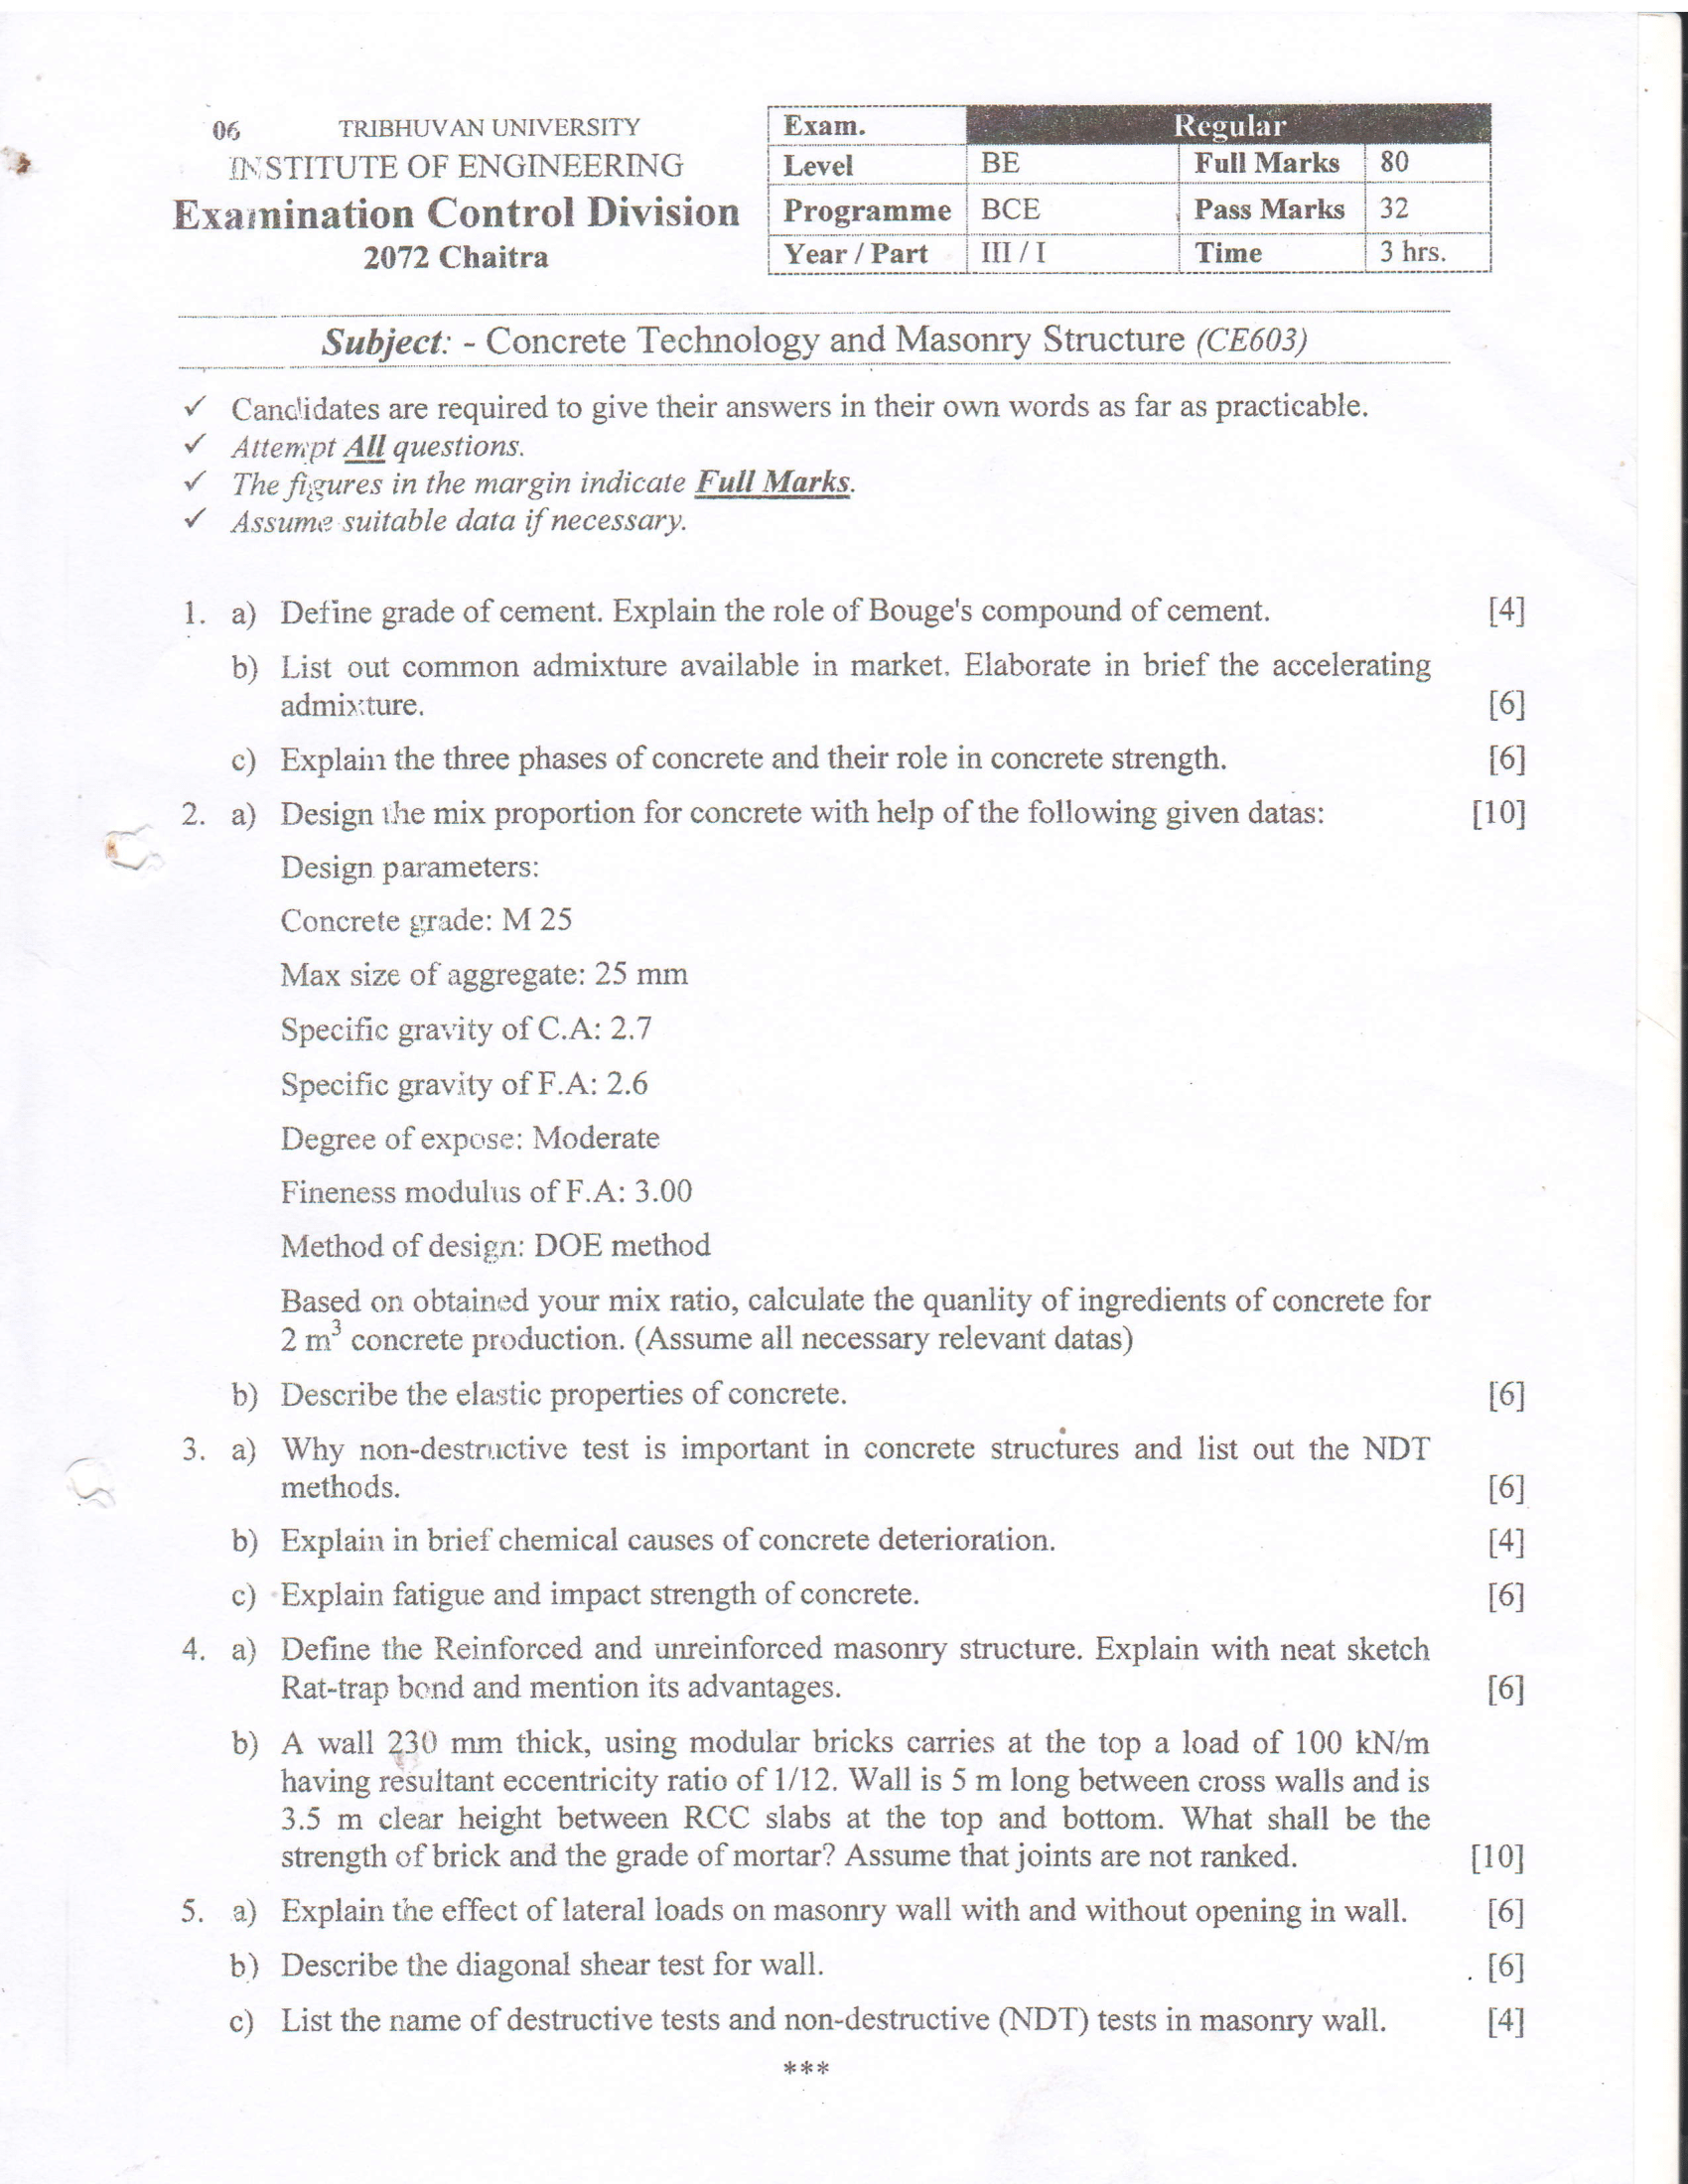 06 TRIBHUVAN UNIVERSITY
INSTITUTE OF ENGINEERING
Examination Control Division
2072 Chaitra
Exam. Regular
Level BE Full Marks 80
Programme BCE Pass Marks 32
Year / Part III / I Time 3 hrs.
Subject: - Concrete Technology and Masonry Structure (CE603)
✓ Candidates are required to give their answers in their own words as far as practicable.
✓ Attempt All questions.
✓ The figures in the margin indicate Full Marks.
✓ Assume suitable data if necessary.
1. a) Define grade of cement. Explain the role of Bouge's compound of cement. [4]
b) List out common admixture available in market. Elaborate in brief the accelerating
admixture. [6]
c) Explain the three phases of concrete and their role in concrete strength. [6]
2. a) Design the mix proportion for concrete with help of the following given datas: [10]
Design parameters:
Concrete grade: M 25
Max size of aggregate: 25 mm
Specific gravity of C.A: 2.7
Specific gravity of F.A: 2.6
Degree of expose: Moderate
Fineness modulus of F.A: 3.00
Method of design: DOE method
Based on obtained your mix ratio, calculate the quanlity of ingredients of concrete for
2 m³ concrete production. (Assume all necessary relevant datas)
b) Describe the elastic properties of concrete. [6]
3. a) Why non-destructive test is important in concrete structures and list out the NDT
methods. [6]
b) Explain in brief chemical causes of concrete deterioration. [4]
c) Explain fatigue and impact strength of concrete. [6]
4. a) Define the Reinforced and unreinforced masonry structure. Explain with neat sketch
Rat-trap bond and mention its advantages. [6]
b) A wall 230 mm thick, using modular bricks carries at the top a load of 100 kN/m
having resultant eccentricity ratio of 1/12. Wall is 5 m long between cross walls and is
3.5 m clear height between RCC slabs at the top and bottom. What shall be the
strength of brick and the grade of mortar? Assume that joints are not ranked. [10]
5. a) Explain the effect of lateral loads on masonry wall with and without opening in wall. [6]
b) Describe the diagonal shear test for wall. [6]
c) List the name of destructive tests and non-destructive (NDT) tests in masonry wall. [4]
***